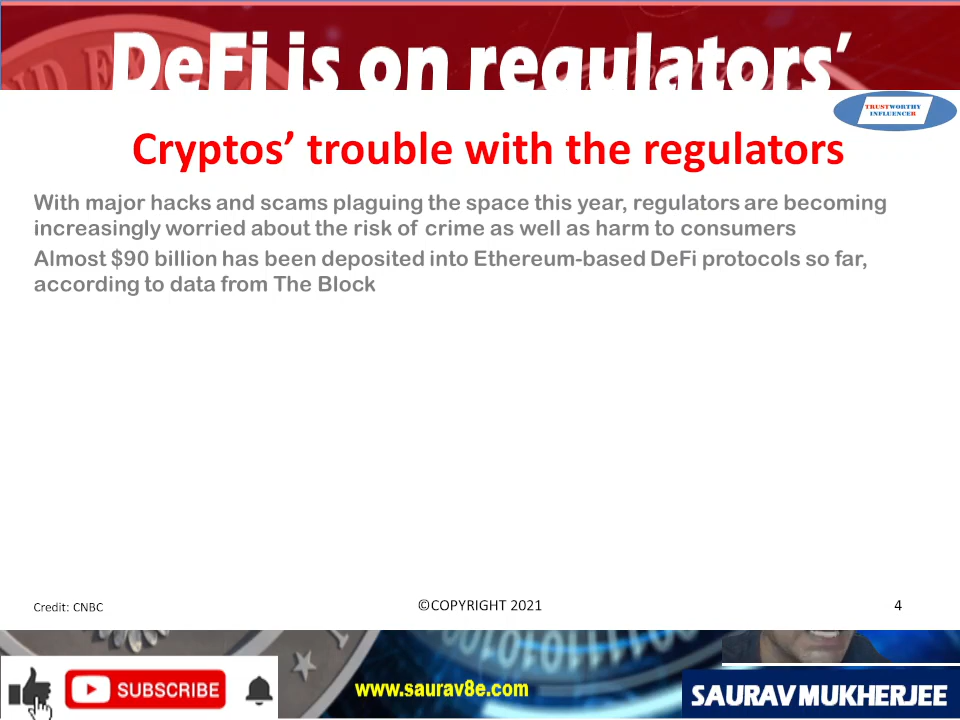 DeFi is on regulators’
TRUSTWORTHY
INFLUENCER
Cryptos’ trouble with the regulators
With major hacks and scams plaguing the space this year, regulators are becoming
increasingly worried about the risk of crime as well as harm to consumers
Almost $90 billion has been deposited into Ethereum-based DeFi protocols so far,
according to data from The Block
Credit: CNBC
©COPYRIGHT 2021
4
SUBSCRIBE
www.saurav8e.com
SAURAV MUKHERJEE